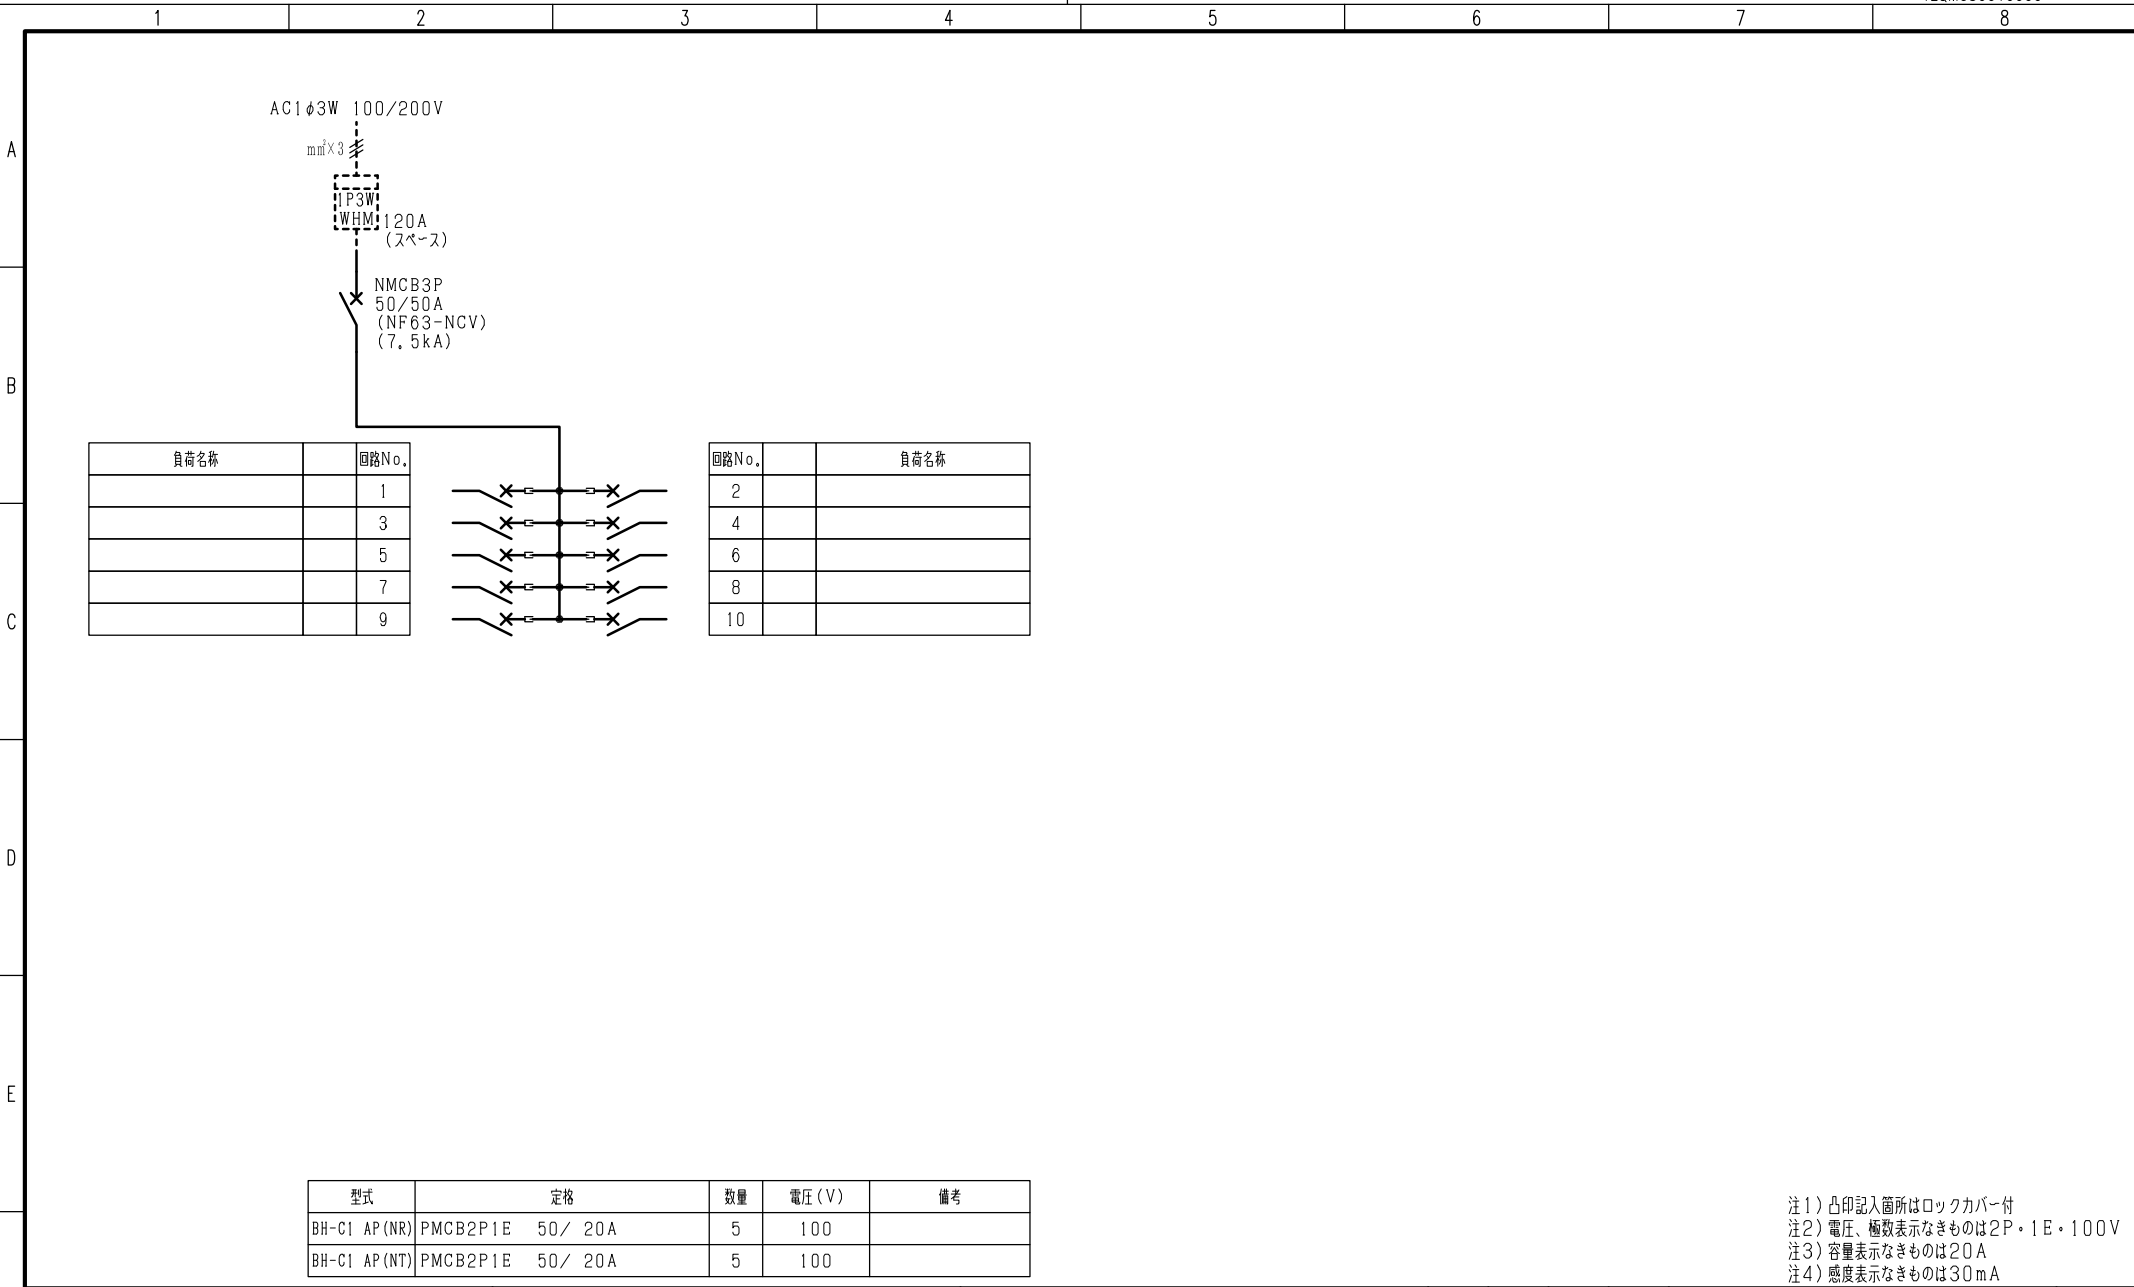 1 2 3 4 5 6 7 8
A
B
C
D
E
AC1φ3W 100/200V
mm²×3
1P3W
WHM
120A
(スペース)
NMCB3P
50/50A
(NF63-NCV)
(7.5kA)
負荷名称 回路No.
1
3
5
7
9
回路No. 負荷名称
2
4
6
8
10
型式 定格 数量 電圧(V) 備考
BH-C1 AP(NR) PMCB2P1E 50/ 20A 5 100
BH-C1 AP(NT) PMCB2P1E 50/ 20A 5 100
注1)凸印記入箇所はロックカバー付
注2)電圧、極数表示なきものは2P・1E・100V
注3)容量表示なきものは20A
注4)感度表示なきものは30mA